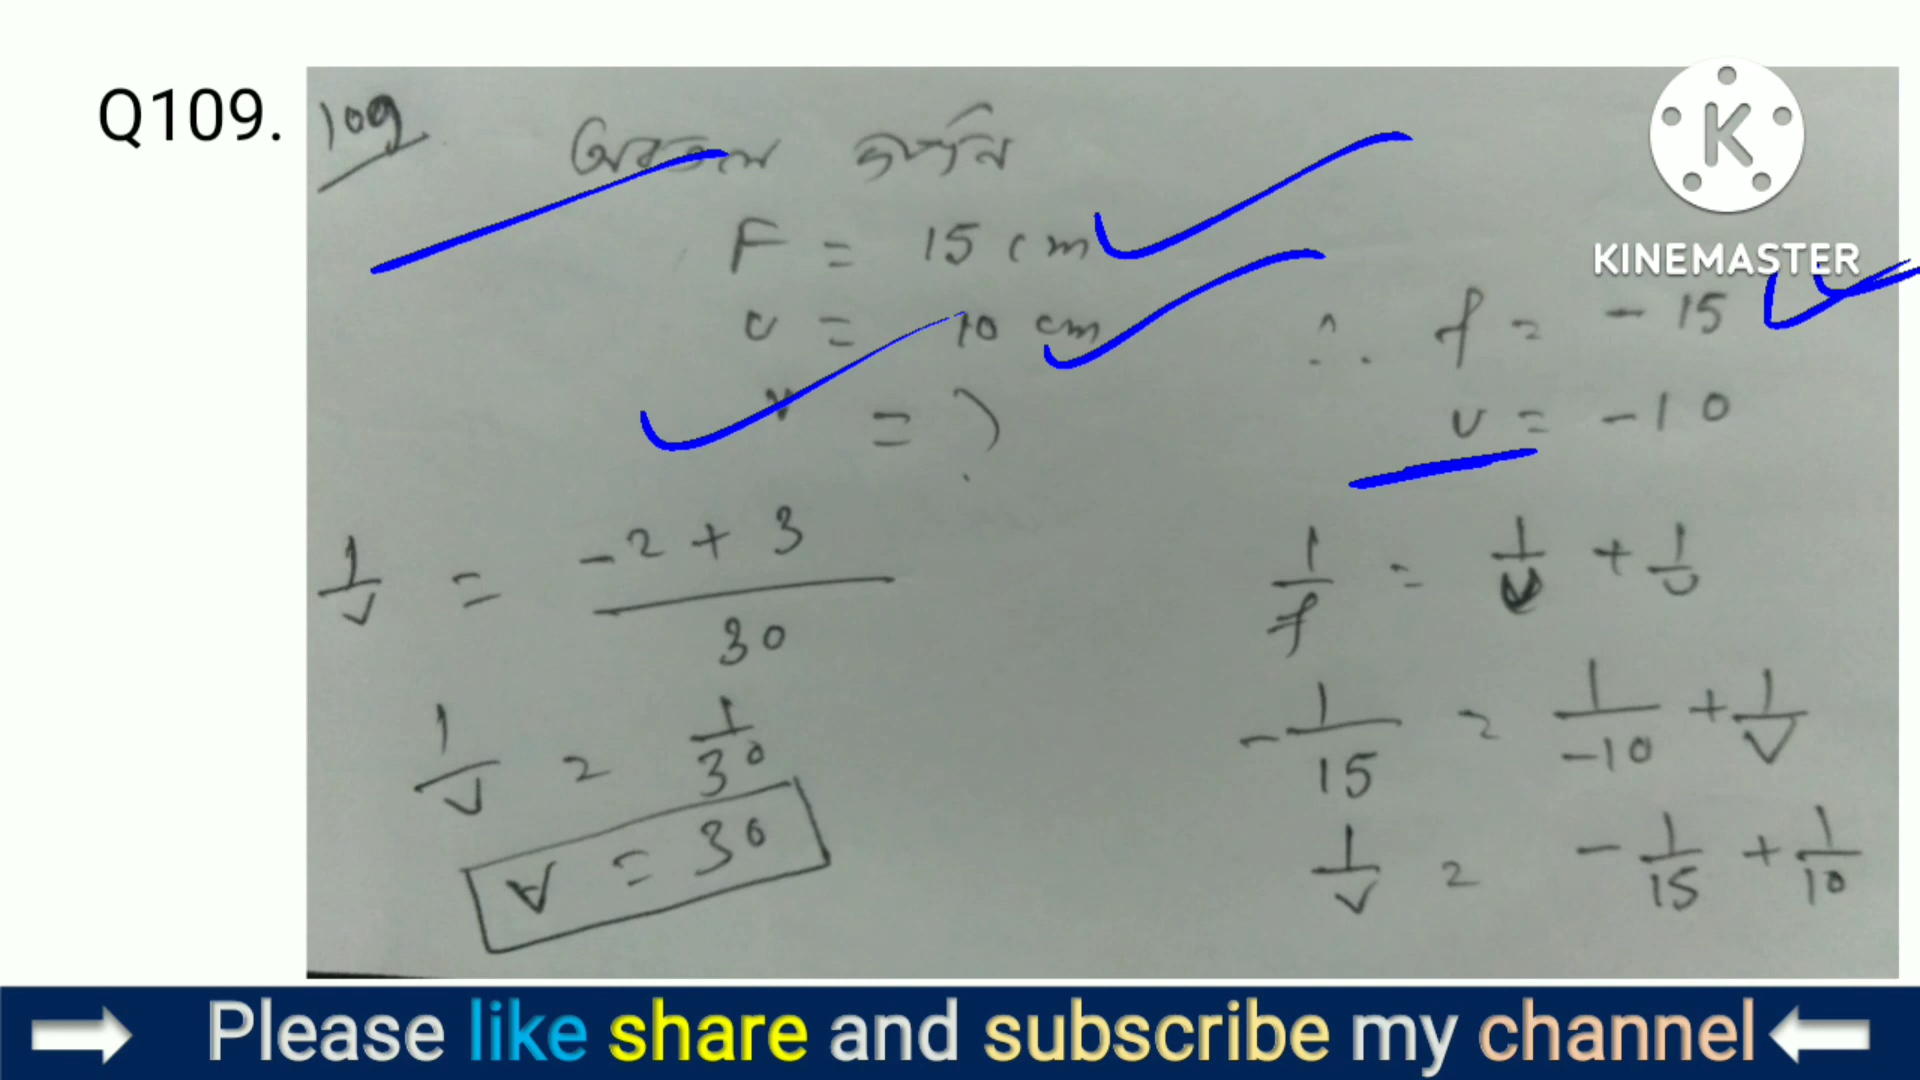 Q109.
109
অবতল দর্পন
F = 15 cm
u = 10 cm
v = ?
∴ f = - 15
u = -10
1/f = 1/u + 1/v
- 1/15 = 1/-10 + 1/v
1/v = - 1/15 + 1/10
1/v = -2 + 3 / 30
1/v = 1/30
v = 30
K
KINEMASTER
Please like share and subscribe my channel